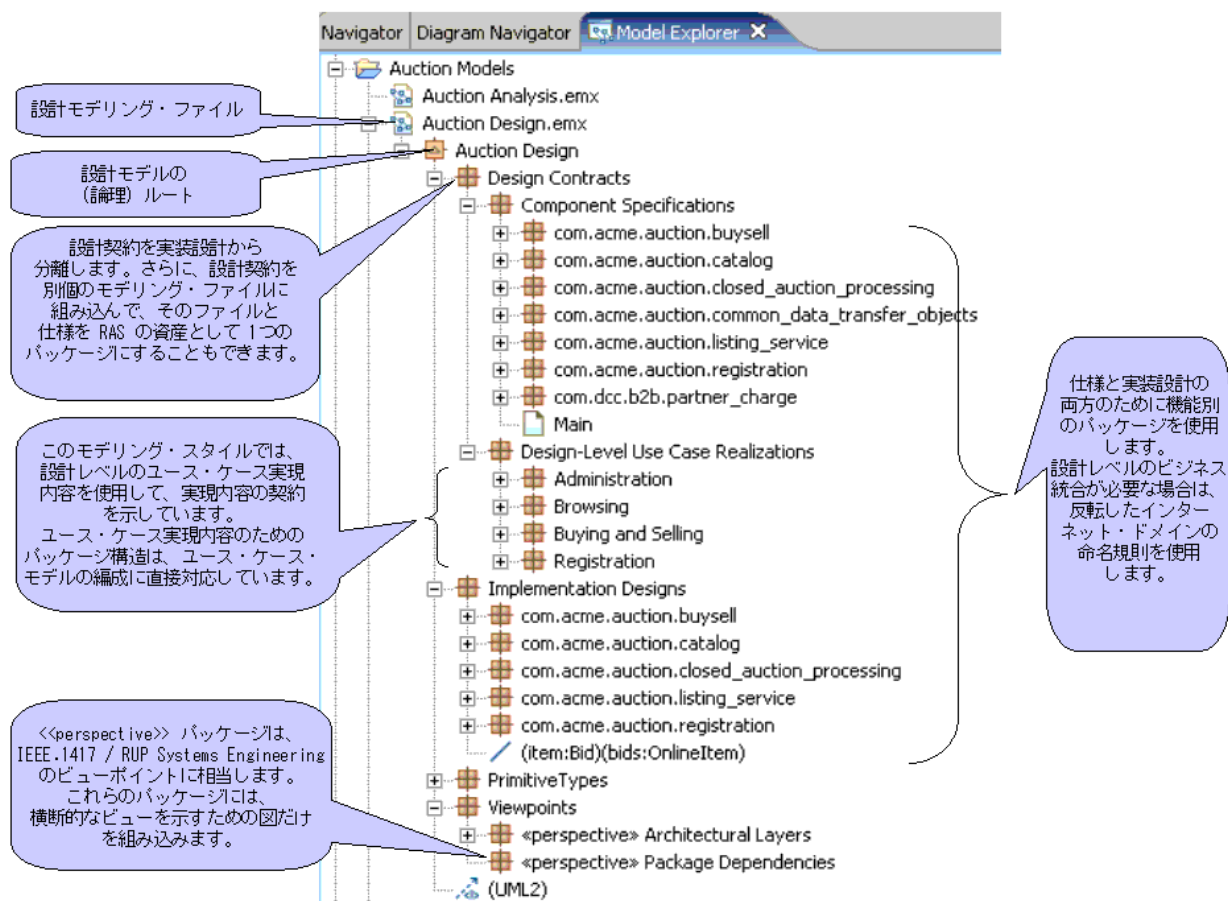 Navigator
Diagram Navigator
Model Explorer
Auction Models
Auction Analysis.emx
Auction Design.emx
Auction Design
Design Contracts
Component Specifications
com.acme.auction.buysell
com.acme.auction.catalog
com.acme.auction.closed_auction_processing
com.acme.auction.common_data_transfer_objects
com.acme.auction.listing_service
com.acme.auction.registration
com.dcc.b2b.partner_charge
Main
Design-Level Use Case Realizations
Administration
Browsing
Buying and Selling
Registration
Implementation Designs
com.acme.auction.buysell
com.acme.auction.catalog
com.acme.auction.closed_auction_processing
com.acme.auction.listing_service
com.acme.auction.registration
(item:Bid)(bids:OnlineItem)
PrimitiveTypes
Viewpoints
«perspective» Architectural Layers
«perspective» Package Dependencies
(UML2)
設計モデリング・ファイル
設計モデルの
(論理) ルート
設計契約を実装設計から
分離します。さらに、設計契約を
別個のモデリング・ファイルに
組み込んで、そのファイルと
仕様を RAS の資産として 1つの
パッケージにすることもできます。
このモデリング・スタイルでは、
設計レベルのユース・ケース実現
内容を使用して、実現内容の契約
を示しています。
ユース・ケース実現内容のための
パッケージ構造は、ユース・ケース・
モデルの編成に直接対応しています。
<<perspective>> パッケージは、
IEEE.1417 / RUP Systems Engineering
のビューポイントに相当します。
これらのパッケージには、
横断的なビューを示すための図だけ
を組み込みます。
仕様と実装設計の
両方のために機能別
のパッケージを使用
します。
設計レベルのビジネス
統合が必要な場合は、
反転したインター
ネット・ドメインの
命名規則を使用
します。